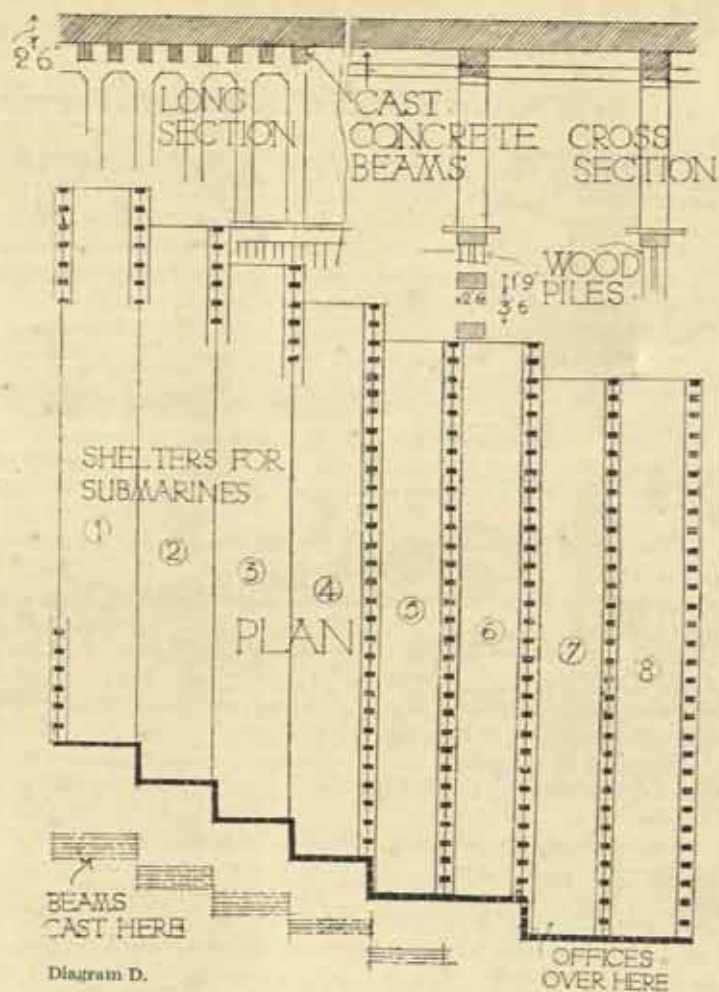 2'6
LONG
SECTION
CAST
CONCRETE
BEAMS
CROSS
SECTION
WOOD
PILES
2'6
1'9"
3'6
SHELTERS FOR
SUBMARINES
1
2
3
4
PLAN
5
6
7
8
BEAMS
CAST HERE
OFFICES
OVER HERE
Diagram D.